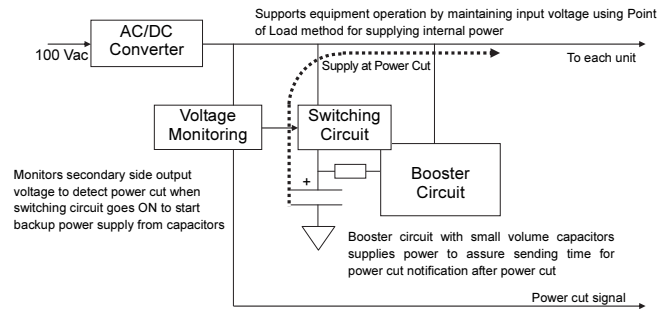 Supports equipment operation by maintaining input voltage using Point
of Load method for supplying internal power
AC/DC
Converter
100 Vac
To each unit
Supply at Power Cut
Voltage
Monitoring
Switching
Circuit
Monitors secondary side output
voltage to detect power cut when
switching circuit goes ON to start
backup power supply from capacitors
+
Booster
Circuit
Booster circuit with small volume capacitors
supplies power to assure sending time for
power cut notification after power cut
Power cut signal